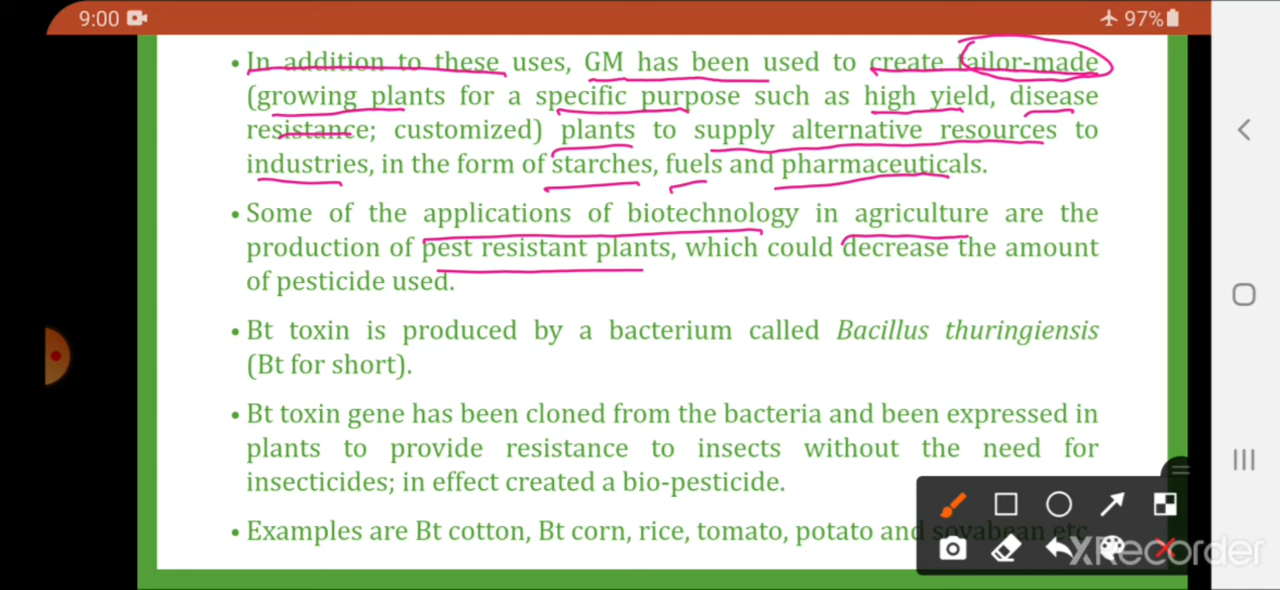 9:00 97%
• In addition to these uses, GM has been used to create tailor-made
(growing plants for a specific purpose such as high yield, disease
resistance; customized) plants to supply alternative resources to
industries, in the form of starches, fuels and pharmaceuticals.
• Some of the applications of biotechnology in agriculture are the
production of pest resistant plants, which could decrease the amount
of pesticide used.
• Bt toxin is produced by a bacterium called Bacillus thuringiensis
(Bt for short).
• Bt toxin gene has been cloned from the bacteria and been expressed in
plants to provide resistance to insects without the need for
insecticides; in effect created a bio-pesticide.
• Examples are Bt cotton, Bt corn, rice, tomato, potato and soyabean etc.
XRecorder